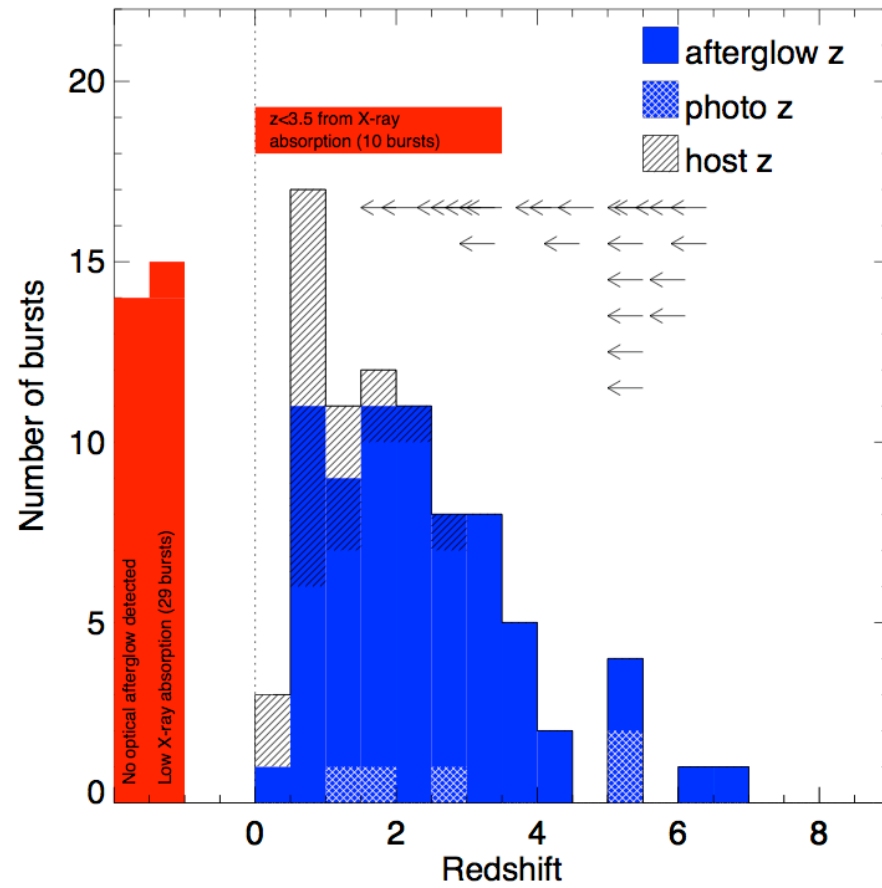 afterglow z
photo z
host z
z<3.5 from X-ray
absorption (10 bursts)
20
15
10
5
0
Number of bursts
No optical afterglow detected
Low X-ray absorption (29 bursts)
0 2 4 6 8
Redshift